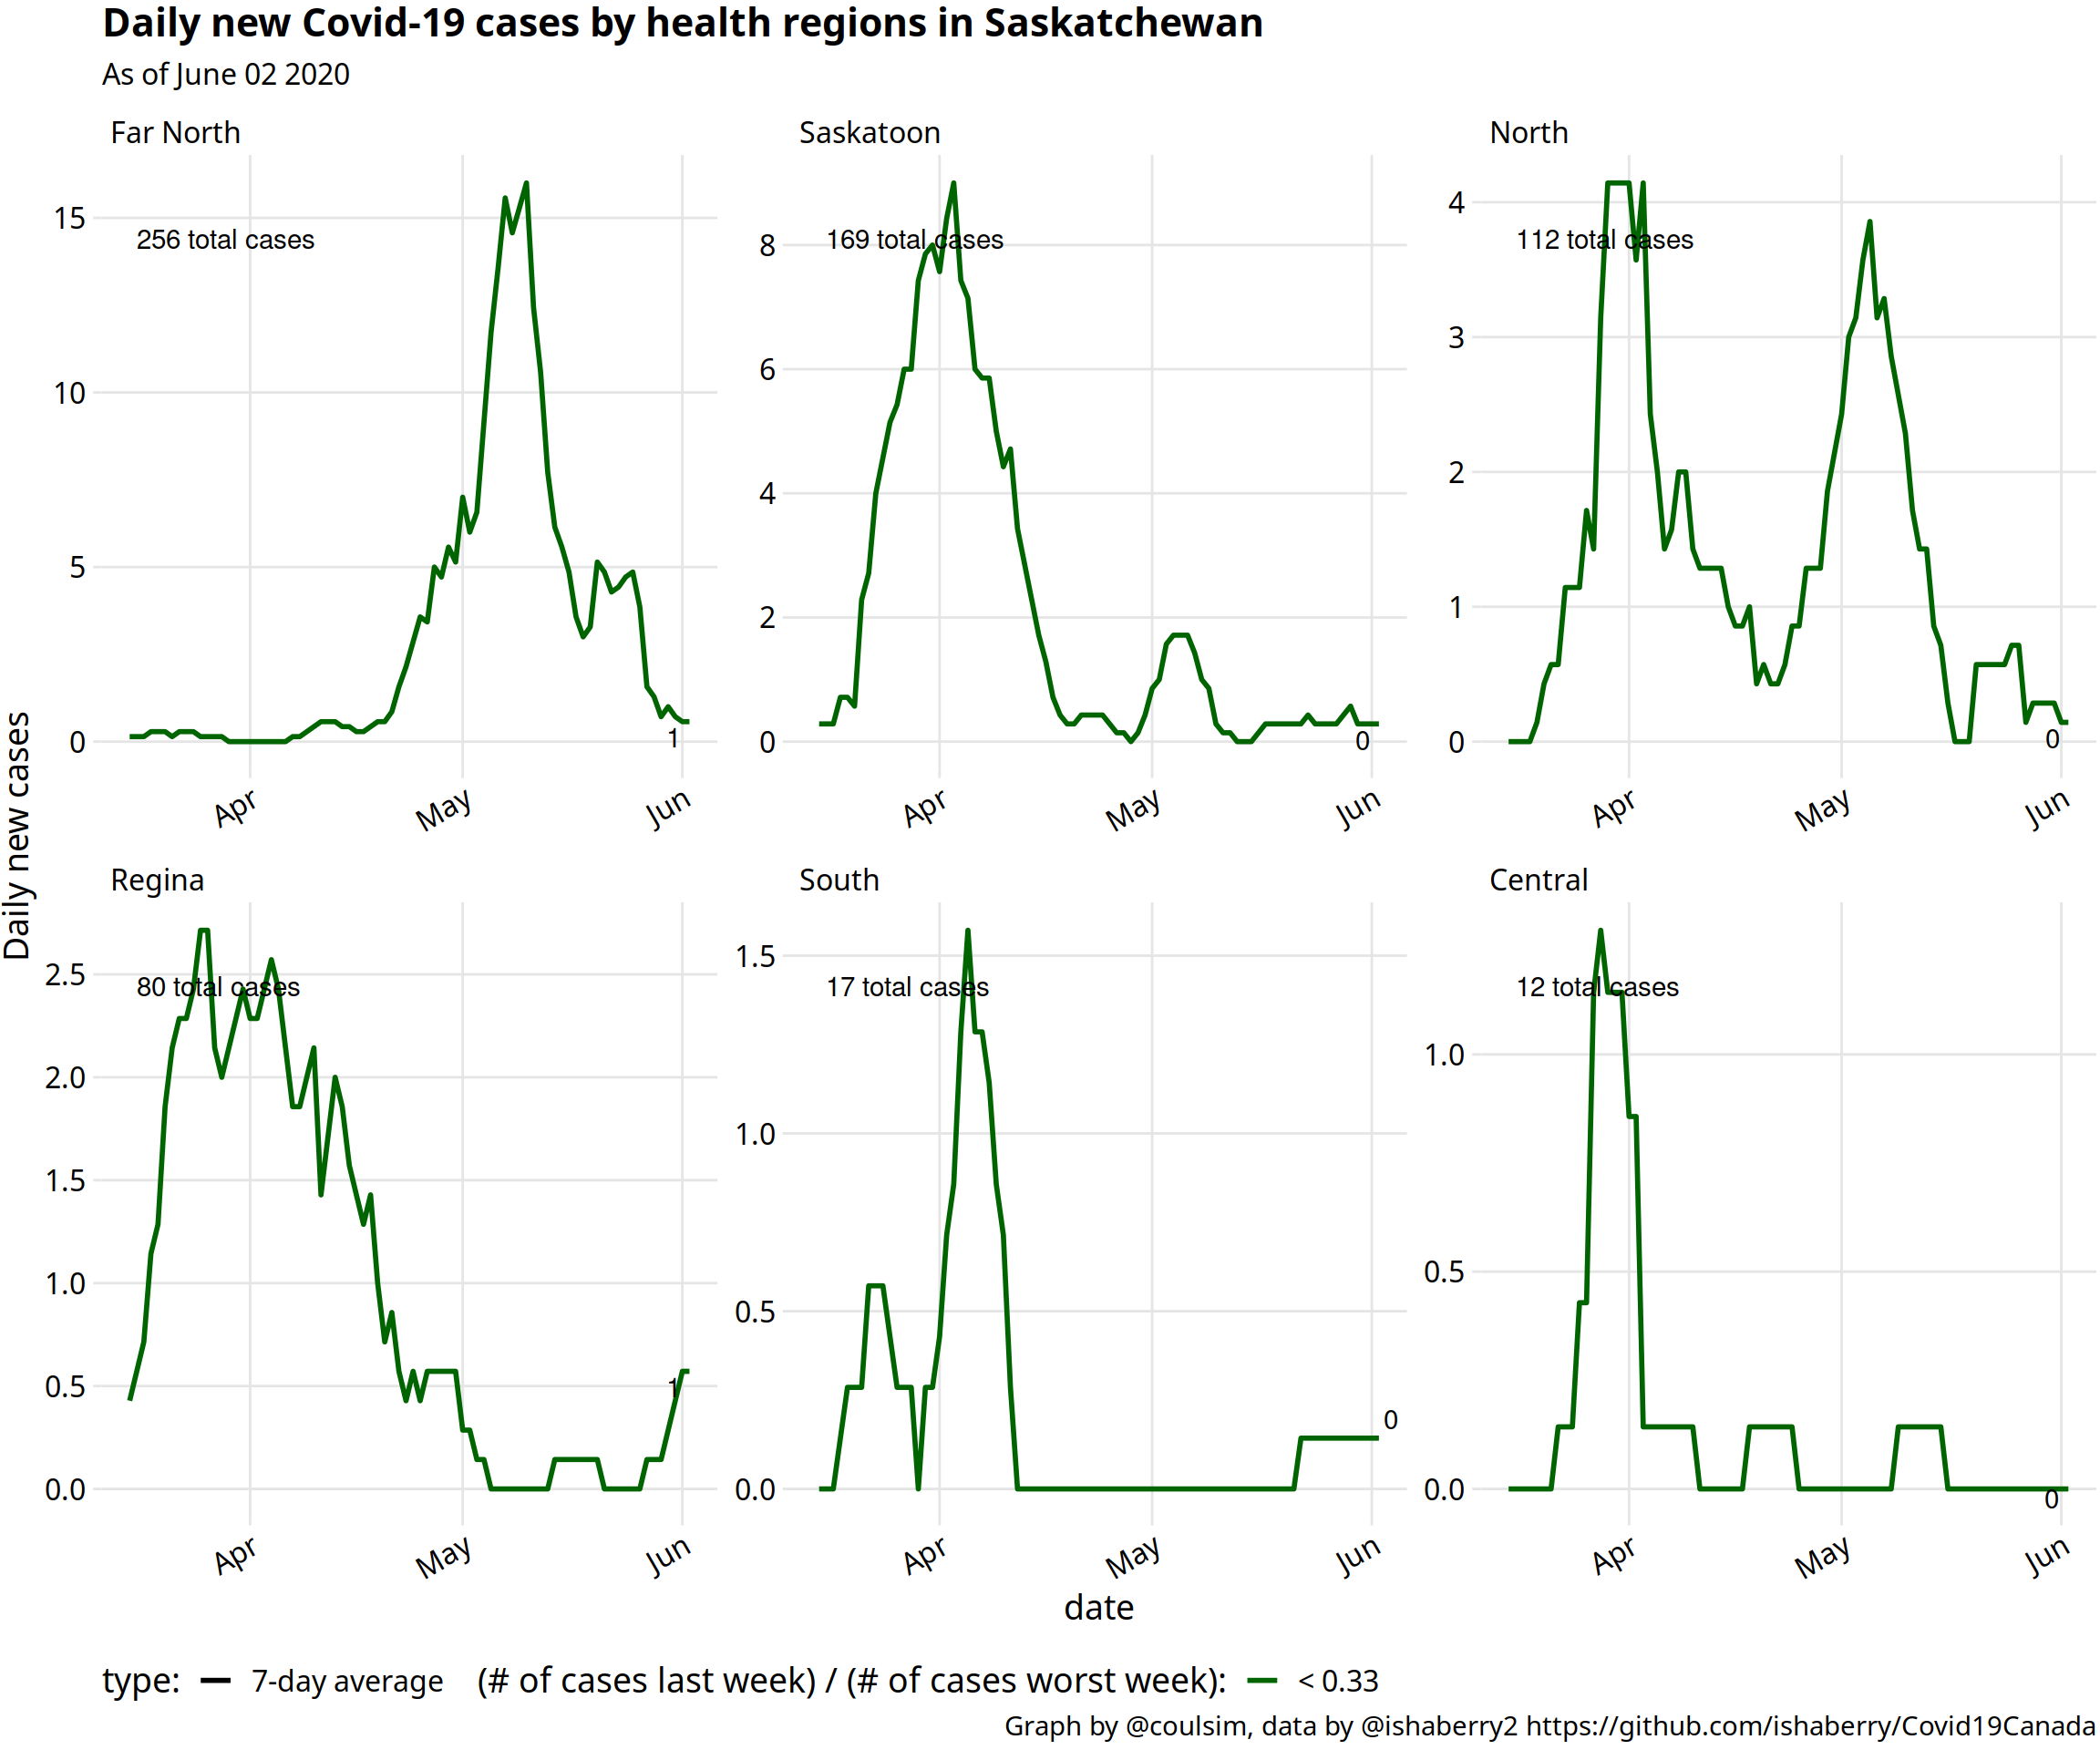 Daily new Covid-19 cases by health regions in Saskatchewan
As of June 02 2020
Far North
Saskatoon
North
15
10
5
0
256 total cases
1
Apr
May
Jun
8
6
4
2
0
169 total cases
0
Apr
May
Jun
4
3
2
1
0
112 total cases
0
Apr
May
Jun
Daily new cases
Regina
South
Central
2.5
2.0
1.5
1.0
0.5
0.0
80 total cases
1
Apr
May
Jun
1.5
1.0
0.5
0.0
17 total cases
0
Apr
May
Jun
1.0
0.5
0.0
12 total cases
0
Apr
May
Jun
date
type: 7-day average (# of cases last week) / (# of cases worst week): < 0.33
Graph by @coulsim, data by @ishaberry2 https://github.com/ishaberry/Covid19Canada